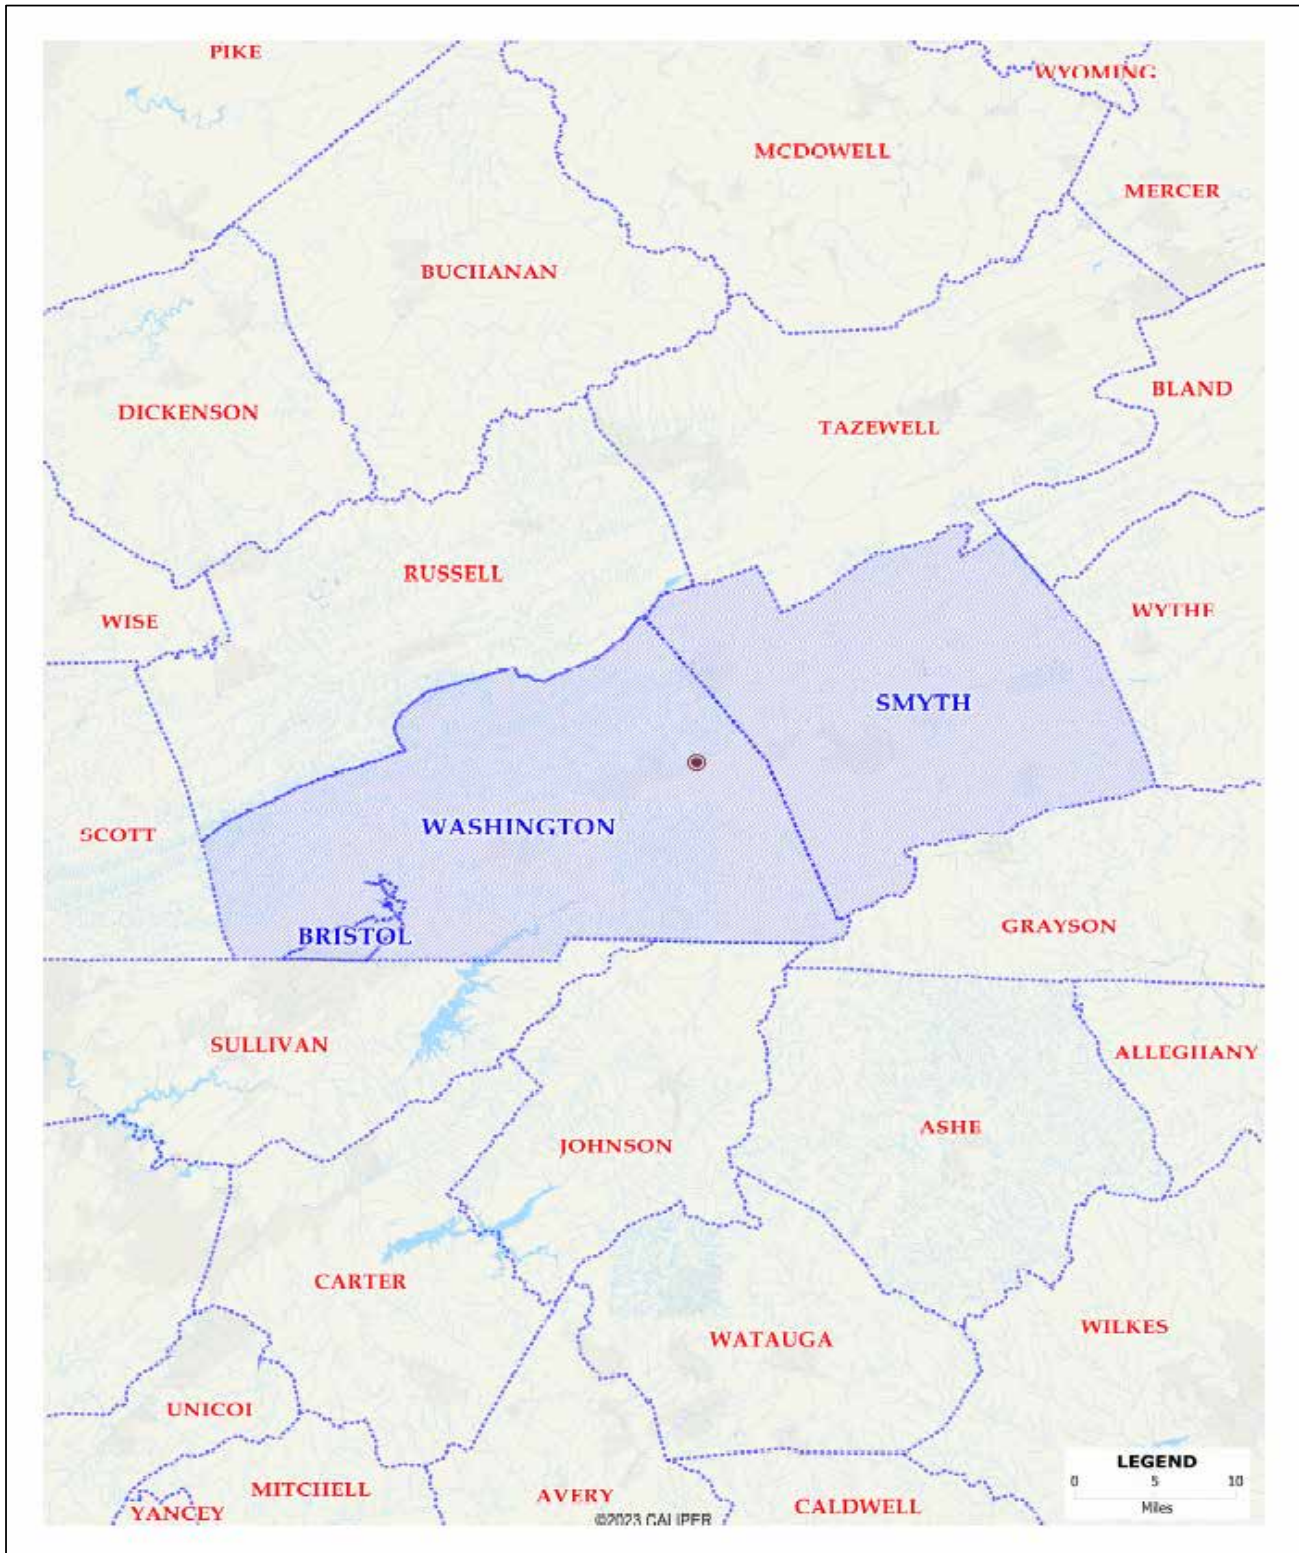 PIKE
WYOMING
MCDOWELL
MERCER
BUCHANAN
BLAND
DICKENSON
TAZEWELL
RUSSELL
WYTHE
WISE
SMYTH
WASHINGTON
SCOTT
GRAYSON
BRISTOL
SULLIVAN
ALLEGHANY
ASHE
JOHNSON
CARTER
WILKES
WATAUGA
UNICOI
LEGEND
0 5 10
Miles
MITCHELL
AVERY
CALDWELL
YANCEY
©2023 CALIPER